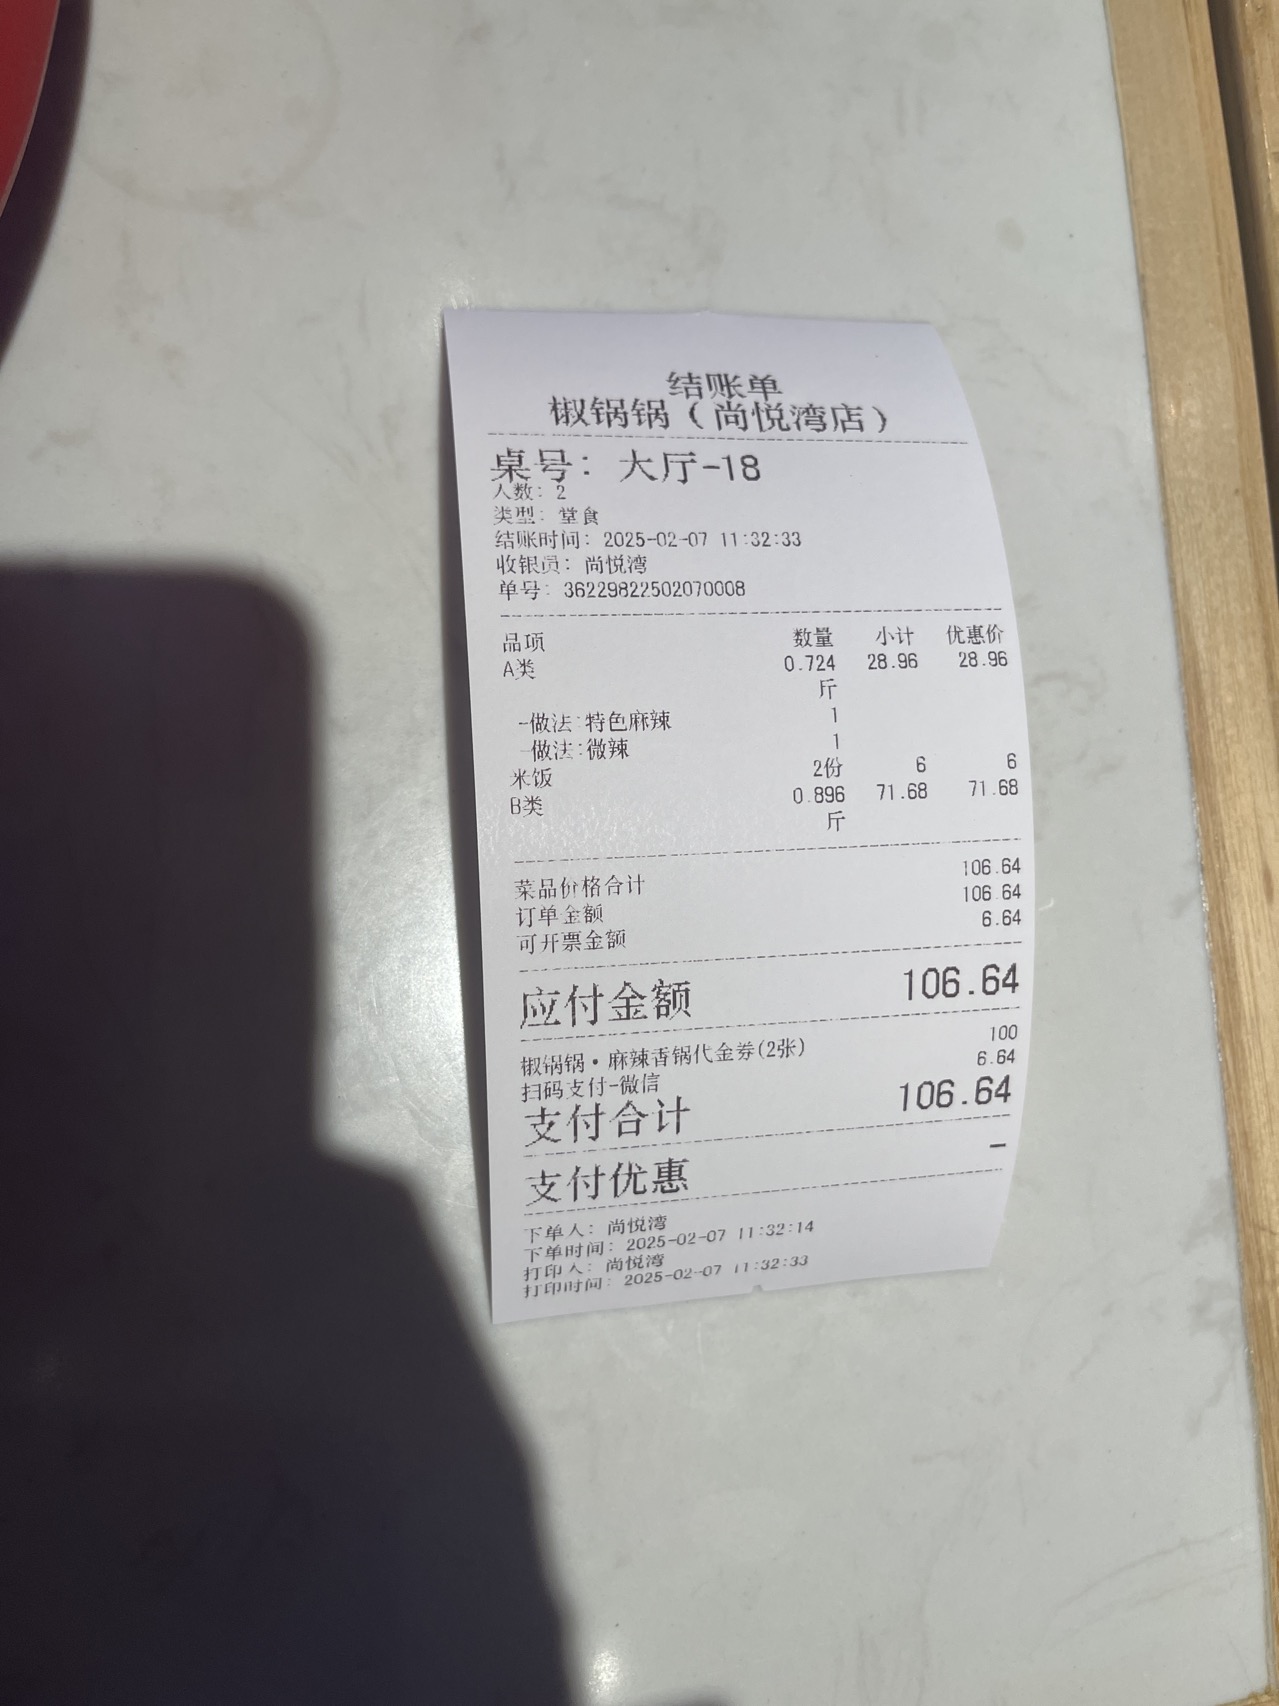 结账单
椒锅锅（尚悦湾店）
桌号：大厅-18
人数：2
类型：堂食
结账时间：2025-02-07 11:32:33
收银员：尚悦湾
单号：36229822502070008
品项 数量 小计 优惠价
A类 0.724 28.96 28.96
斤
-做法:特色麻辣 1
-做法:微辣 1
米饭 2份 6 6
B类 0.896 71.68 71.68
斤
菜品价格合计 106.64
订单金额 106.64
可开票金额 6.64
应付金额 106.64
椒锅锅•麻辣香锅代金券(2张) 100
扫码支付-微信 6.64
支付合计 106.64
支付优惠 -
下单人：尚悦湾
下单时间：2025-02-07 11:32:14
打印人：尚悦湾
打印时间：2025-02-07 11:32:33